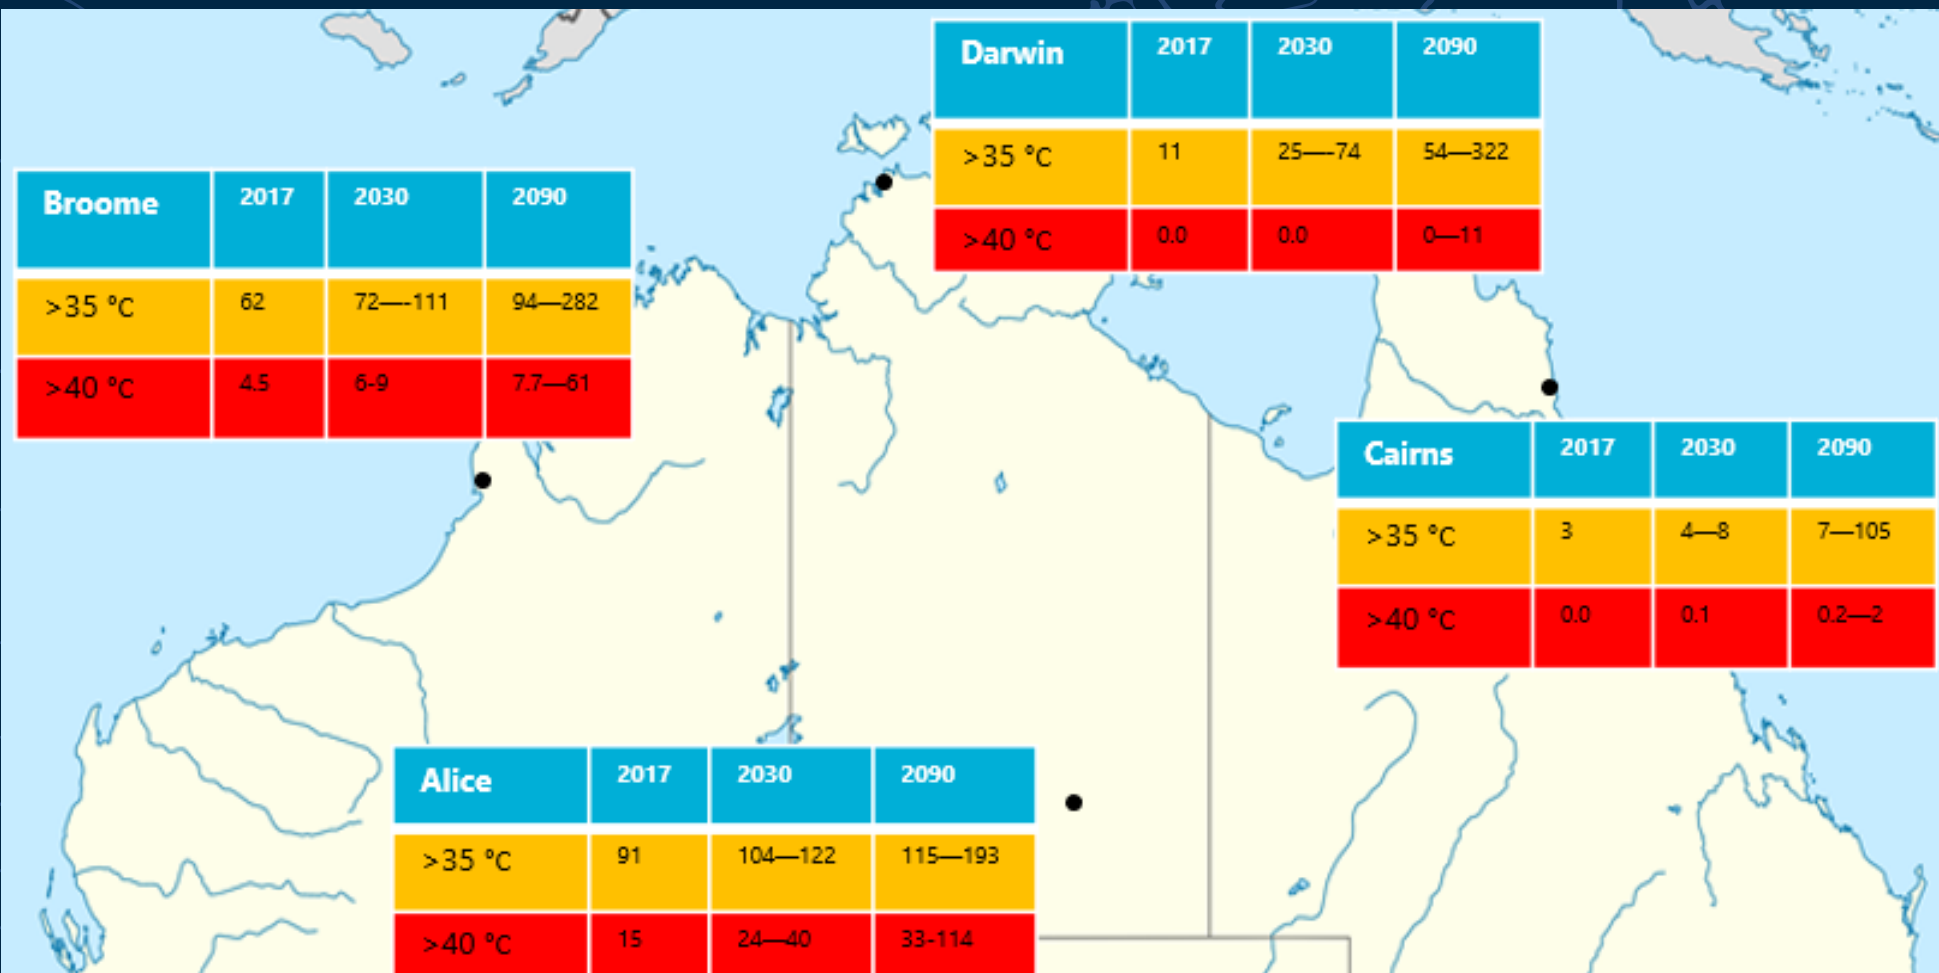 Darwin 2017 2030 2090
>35 °C 11 25—-74 54—322
>40 °C 0.0 0.0 0—11
Broome 2017 2030 2090
>35 °C 62 72—-111 94—282
>40 °C 4.5 6-9 7.7—61
Cairns 2017 2030 2090
>35 °C 3 4—8 7—105
>40 °C 0.0 0.1 0.2—2
Alice 2017 2030 2090
>35 °C 91 104—122 115—193
>40 °C 15 24—40 33-114